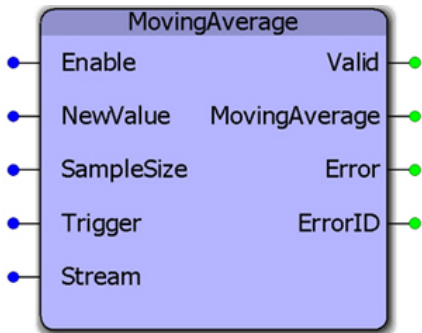 MovingAverage
Enable Valid
NewValue MovingAverage
SampleSize Error
Trigger ErrorID
Stream